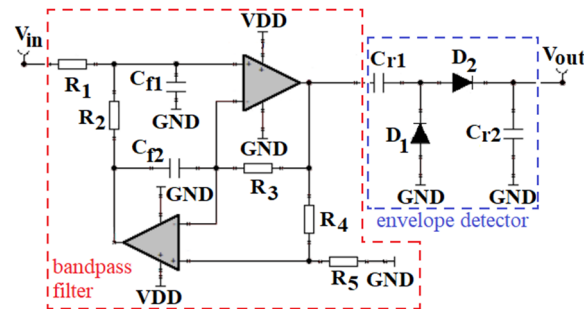 Vin
R1
R2
Cf1
GND
VDD
GND
Cf2
GND
R3
VDD
R4
R5
GND
bandpass
filter
Cr1
D2
Vout
D1
Cr2
GND
GND
envelope detector